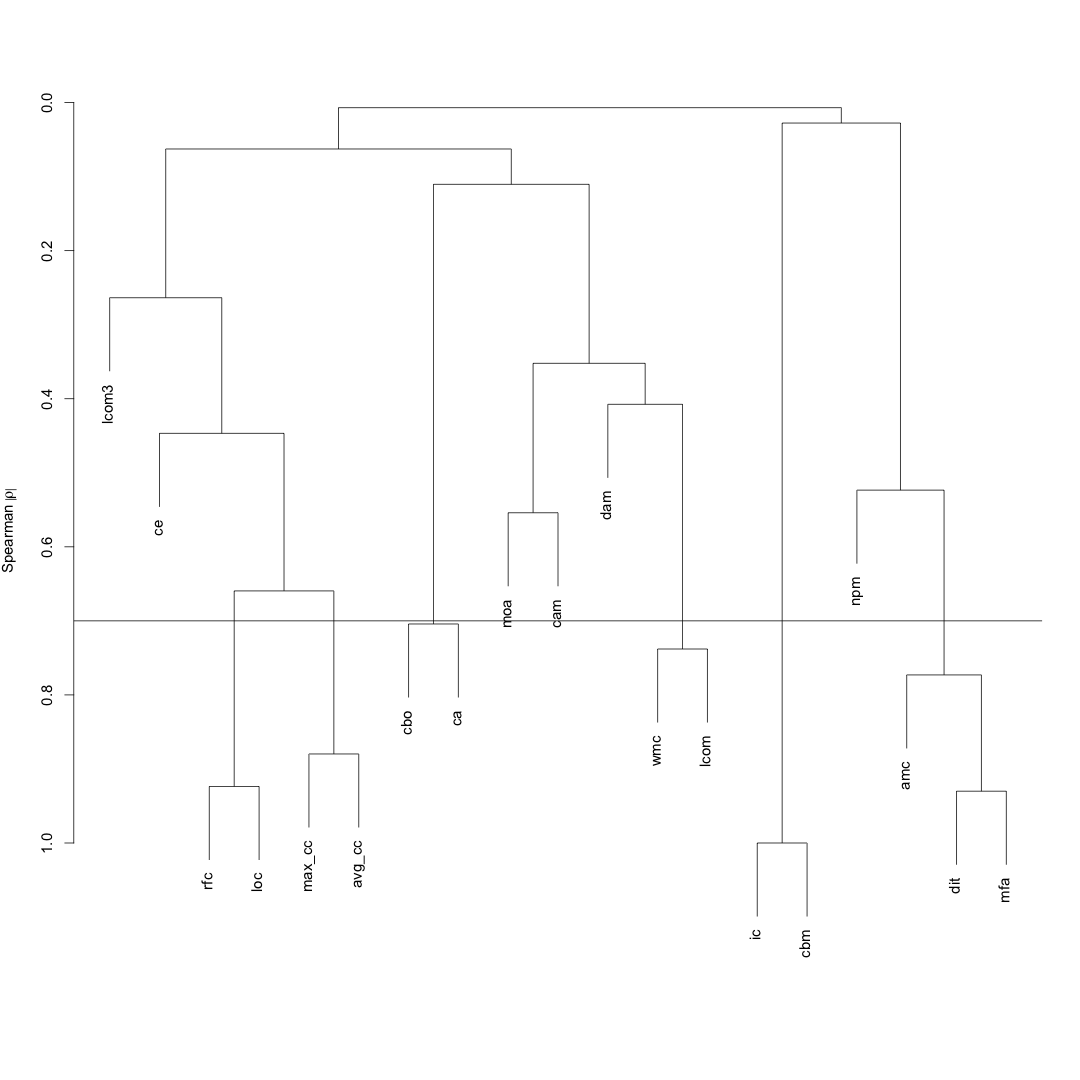 0.0
0.2
0.4
0.6
0.8
1.0
Spearman |ρ|
lcom3
ce
rfc
loc
max_cc
avg_cc
cbo
ca
moa
cam
dam
wmc
lcom
ic
cbm
npm
amc
dit
mfa